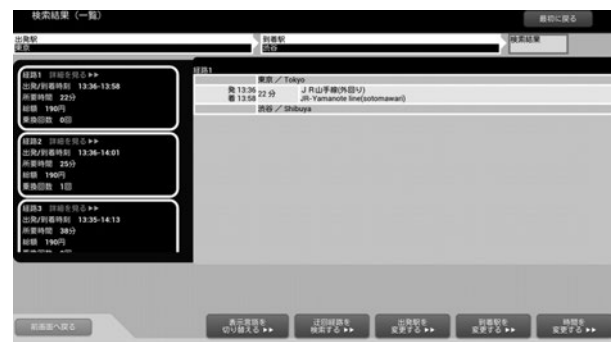 検索結果（一覧）
最初に戻る
出発駅
東京
到着駅
渋谷
検索結果
経路1 詳細を見る▶▶
出発/到着時刻 13:36-13:58
所要時間 22分
総額 190円
乗換回数 0回
経路2 詳細を見る▶▶
出発/到着時刻 13:36-14:01
所要時間 25分
総額 190円
乗換回数 1回
経路3 詳細を見る▶▶
出発/到着時刻 13:35-14:13
所要時間 38分
総額 190円
経路1
東京 ／ Tokyo
発 13:36
着 13:58
22 分
ＪＲ山手線(外回り)
JR-Yamanote line(sotomawari)
渋谷 ／ Shibuya
前画面へ戻る
表示言語を
切り替える ▶▶
迂回経路を
検索する ▶▶
出発駅を
変更する ▶▶
到着駅を
変更する ▶▶
時間を
変更する ▶▶